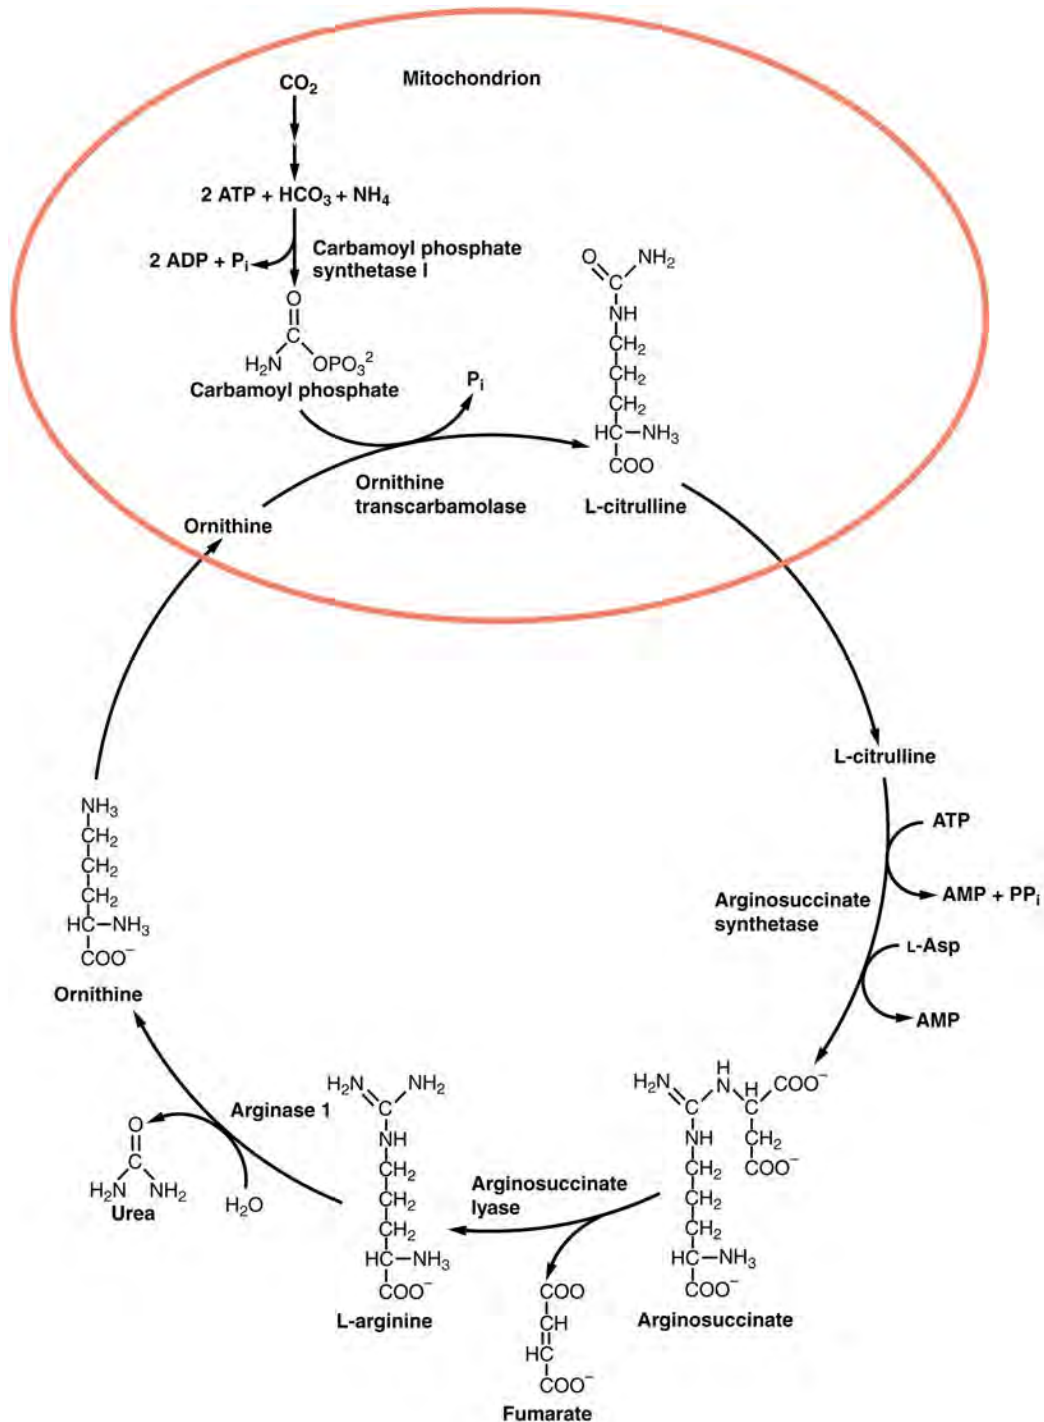 Mitochondrion
CO2
2 ATP + HCO3 + NH4
2 ADP + Pi
Carbamoyl phosphate
synthetase I
O
C
H2N
OPO3 2
Carbamoyl phosphate
Pi
Ornithine
transcarbamolase
Ornithine
O
NH2
C
NH
CH2
CH2
CH2
HC–NH3
COO
L-citrulline
L-citrulline
ATP
AMP + PPi
Arginosuccinate
synthetase
L-Asp
AMP
H2N
H
N
H
C
COO–
C
NH
CH2
COO–
CH2
CH2
CH2
HC–NH3
COO–
Arginosuccinate
Arginosuccinate
lyase
COO
CH
HC
COO–
Fumarate
H2N
NH2
C
NH
CH2
CH2
CH2
HC–NH3
COO–
L-arginine
Arginase 1
H2O
O
C
H2N
NH2
Urea
NH3
CH2
CH2
CH2
HC–NH3
COO–
Ornithine